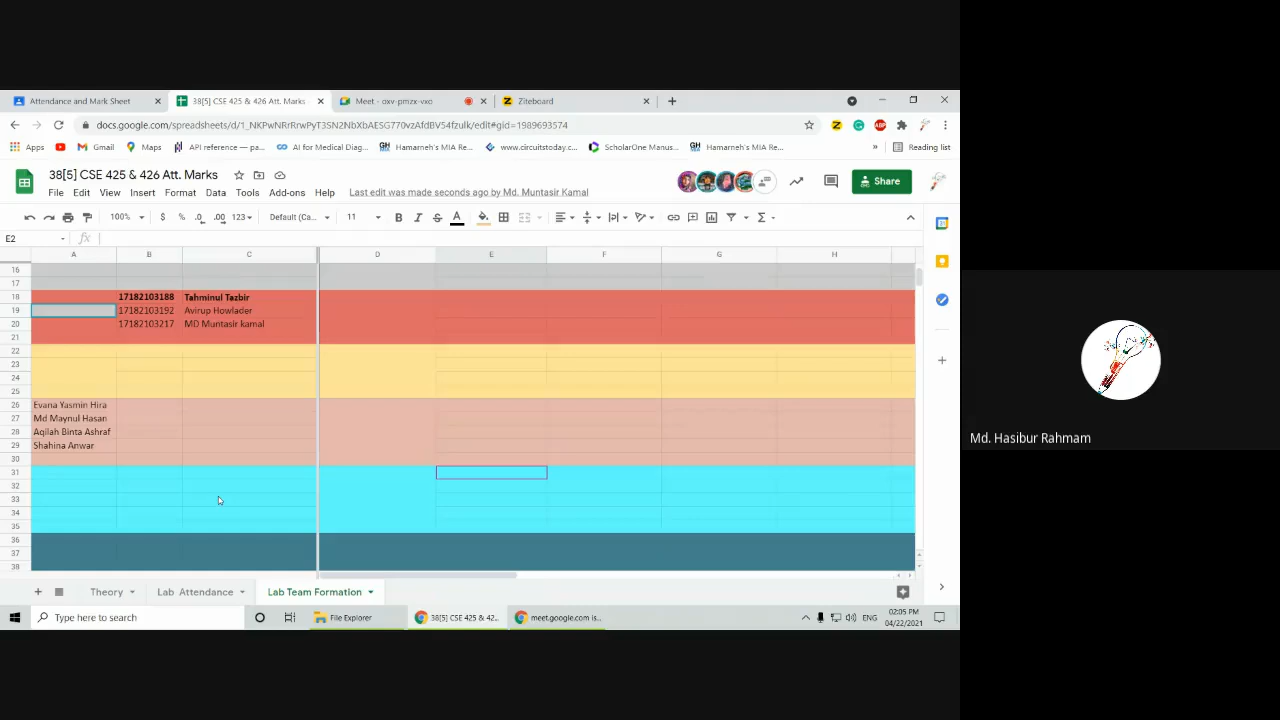 Attendance and Mark Sheet
38[5] CSE 425 & 426 Att. Marks
Meet - oxv-pmzx-vxo
Ziteboard
docs.google.com/spreadsheets/d/1_NKPwNRrRrwPyT3SN2NbXbAESG770vzAfdBV54fzulk/edit#gid=1989693574
Apps
Gmail
Maps
API reference — pa...
AI for Medical Diag...
Hamarneh's MIA Re...
www.circuitstoday.c...
ScholarOne Manus...
Hamarneh's MIA Re...
»
Reading list
38[5] CSE 425 & 426 Att. Marks
Share
File Edit View Insert Format Data Tools Add-ons Help Last edit was made seconds ago by Md. Muntasir Kamal
100% $ % .0 .00 123 Default (Ca... 11 B I S A
E2 fx
A B C D E F G H
16
17
18 17182103188 Tahminul Tazbir
19 17182103192 Avirup Howlader
20 17182103217 MD Muntasir kamal
21
22
23
24
25
26 Evana Yasmin Hira
27 Md Maynul Hasan
28 Aqilah Binta Ashraf
29 Shahina Anwar
30
31
32
33
34
35
36
37
38
Theory Lab Attendance Lab Team Formation
Type here to search
File Explorer
38[5] CSE 425 & 42...
meet.google.com is...
ENG
02:05 PM
04/22/2021
Md. Hasibur Rahmam